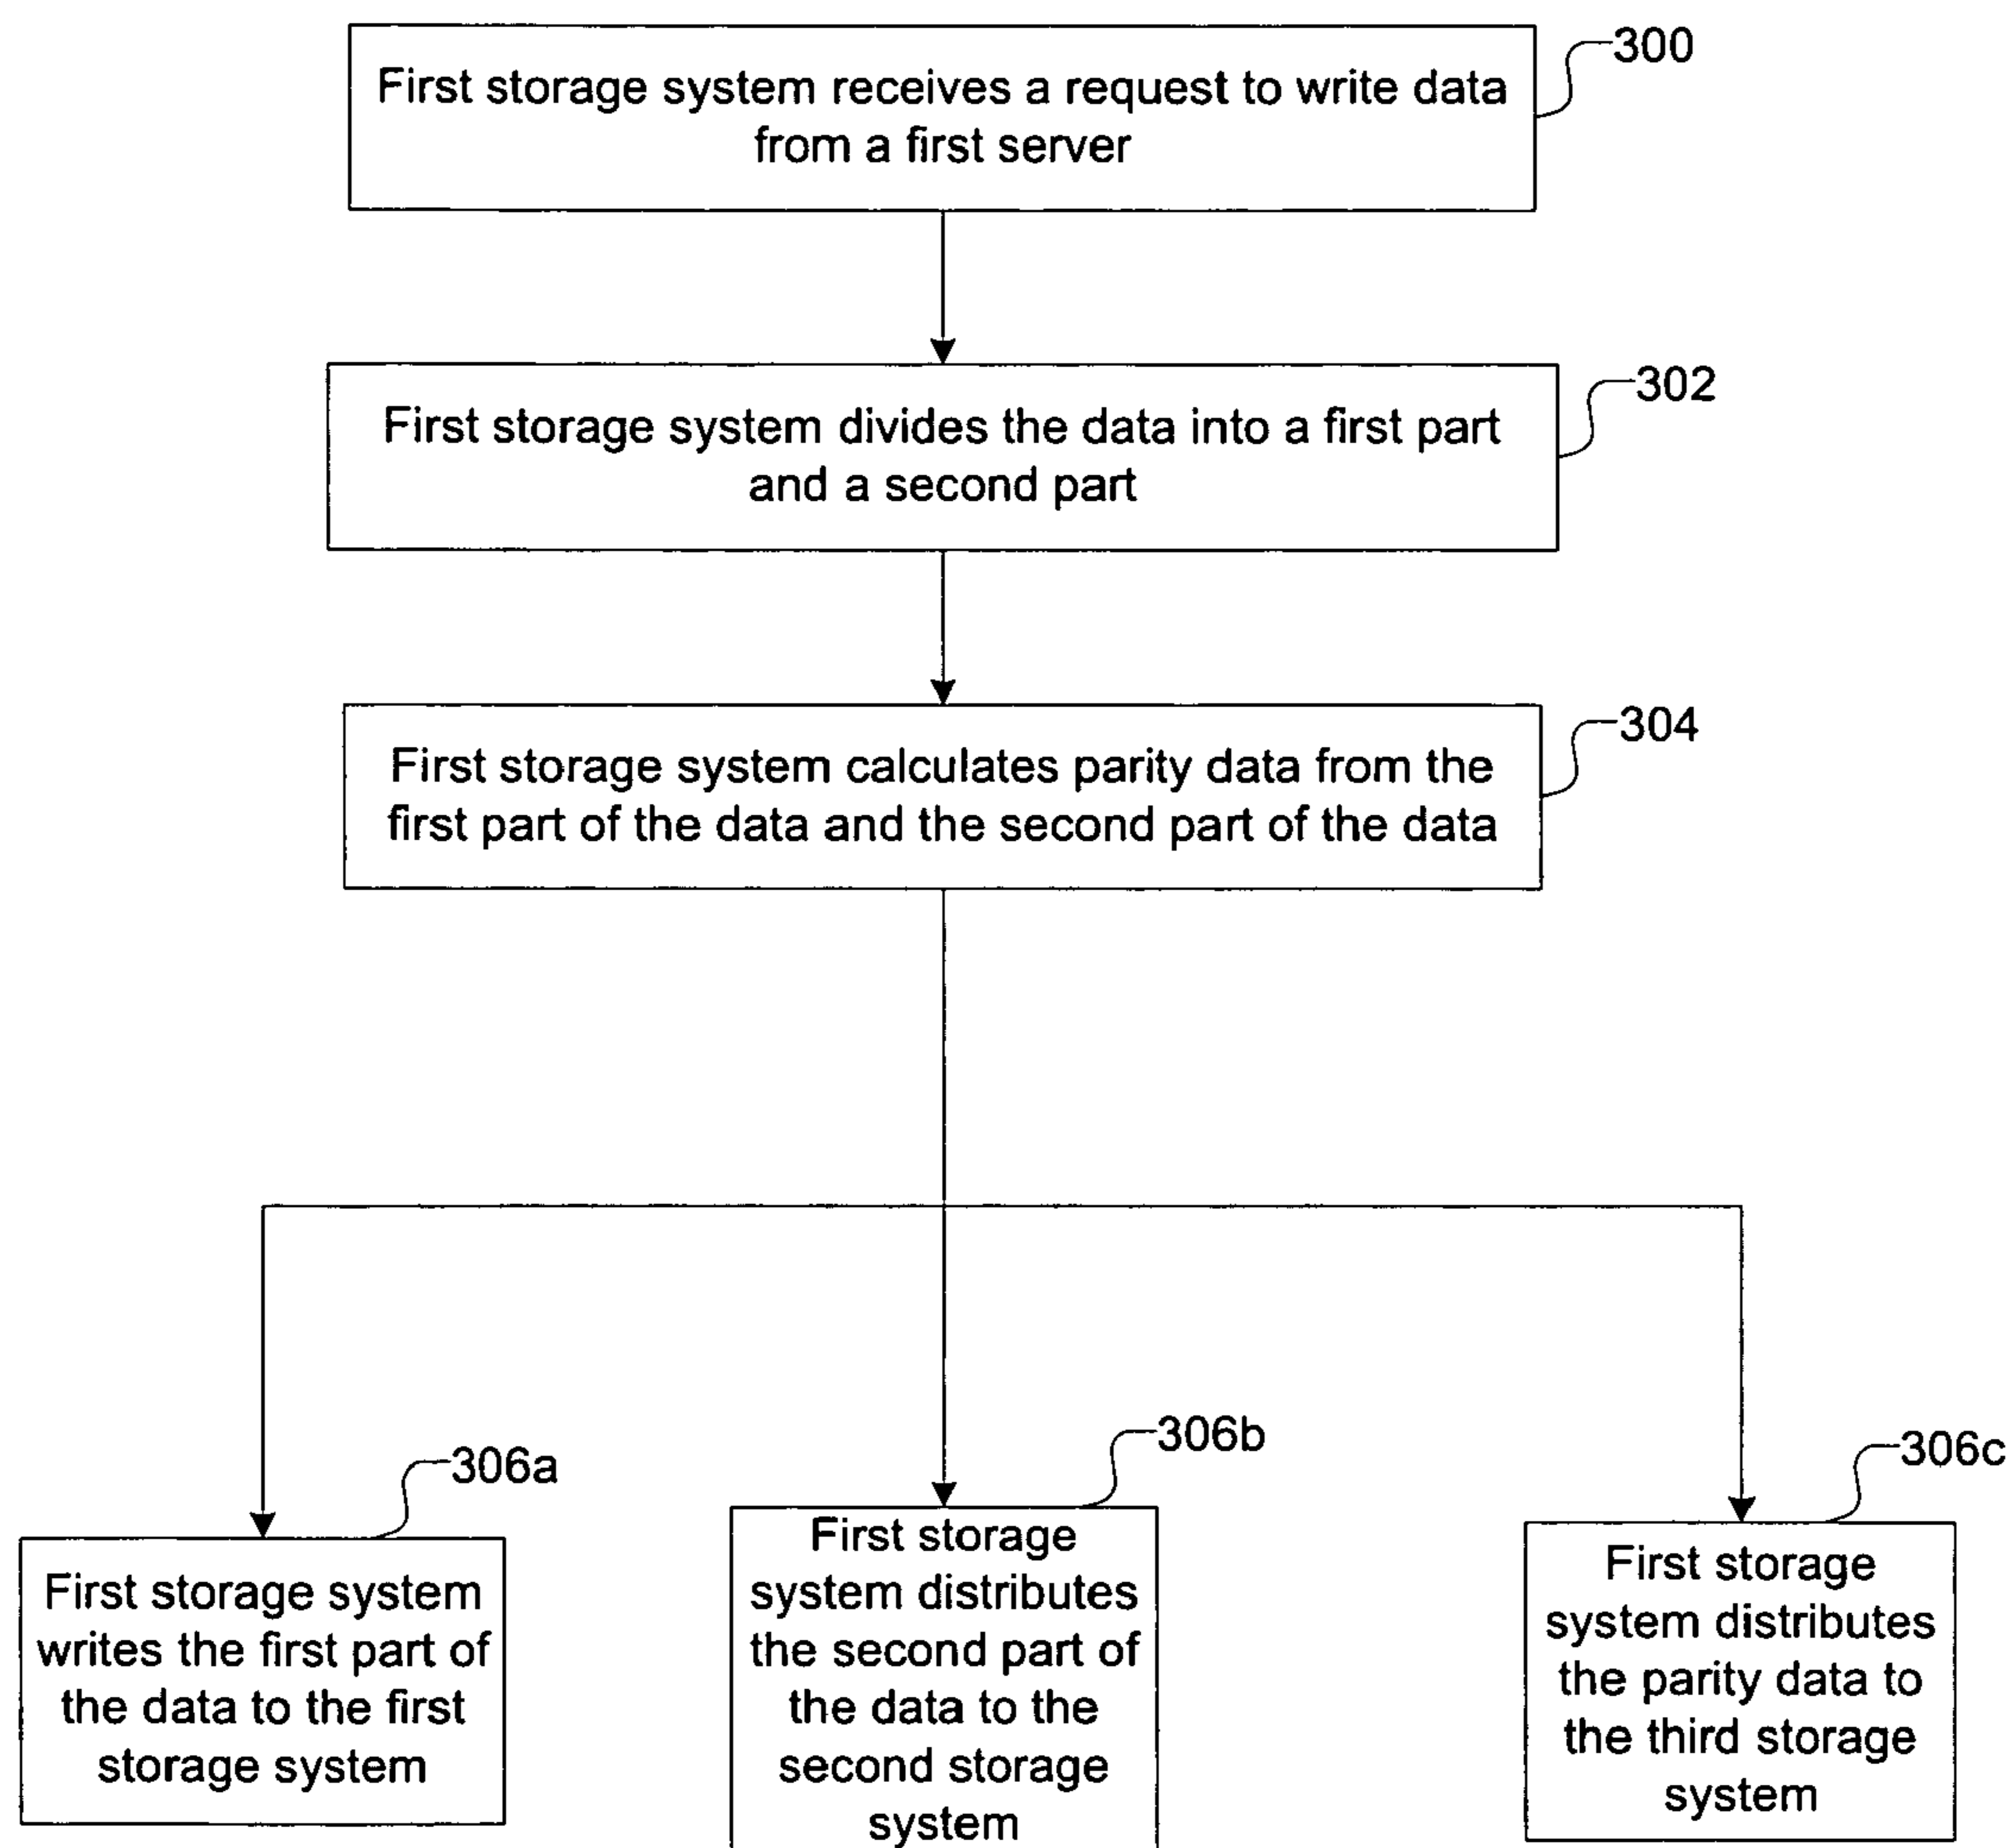 300
First storage system receives a request to write data
from a first server
302
First storage system divides the data into a first part
and a second part
304
First storage system calculates parity data from the
first part of the data and the second part of the data
306a
First storage system
writes the first part of
the data to the first
storage system
306b
First storage
system distributes
the second part of
the data to the
second storage
system
306c
First storage
system distributes
the parity data to
the third storage
system